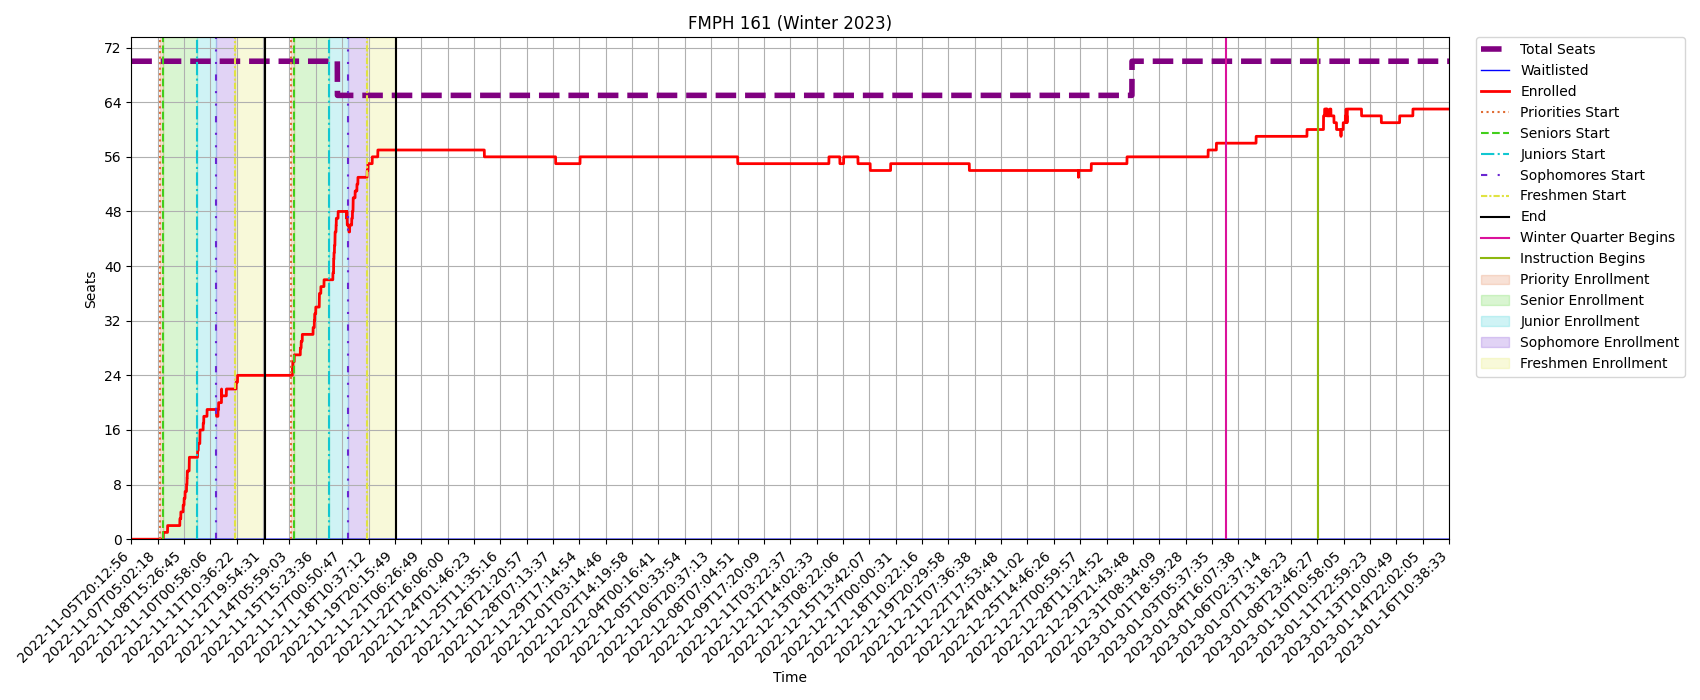 FMPH 161 (Winter 2023)
72
64
56
48
40
32
24
16
8
0
Seats
2022-11-05T20:12:56
2022-11-07T05:02:18
2022-11-08T15:26:45
2022-11-10T00:58:06
2022-11-11T10:36:22
2022-11-12T19:54:31
2022-11-14T05:59:03
2022-11-15T15:23:36
2022-11-17T00:50:47
2022-11-18T10:37:12
2022-11-19T20:15:49
2022-11-21T06:26:49
2022-11-22T16:06:00
2022-11-24T01:46:23
2022-11-25T11:35:16
2022-11-26T21:20:57
2022-11-28T07:13:37
2022-11-29T17:14:54
2022-12-01T03:14:46
2022-12-02T14:19:58
2022-12-04T00:16:41
2022-12-05T10:33:54
2022-12-06T20:37:13
2022-12-08T07:04:51
2022-12-09T17:20:09
2022-12-11T03:22:37
2022-12-12T14:02:33
2022-12-13T18:22:06
2022-12-15T13:42:07
2022-12-17T00:00:31
2022-12-18T10:22:16
2022-12-19T20:29:58
2022-12-21T07:36:38
2022-12-22T17:53:48
2022-12-24T04:11:02
2022-12-25T14:46:26
2022-12-27T00:59:57
2022-12-28T11:24:52
2022-12-29T21:43:48
2022-12-31T08:34:09
2023-01-01T18:59:28
2023-01-03T05:37:35
2023-01-04T16:07:38
2023-01-06T02:37:14
2023-01-07T13:18:23
2023-01-08T23:46:27
2023-01-10T10:58:05
2023-01-11T22:59:23
2023-01-13T10:00:49
2023-01-14T22:02:05
2023-01-16T10:38:33
Time
Total Seats
Waitlisted
Enrolled
Priorities Start
Seniors Start
Juniors Start
Sophomores Start
Freshmen Start
End
Winter Quarter Begins
Instruction Begins
Priority Enrollment
Senior Enrollment
Junior Enrollment
Sophomore Enrollment
Freshmen Enrollment